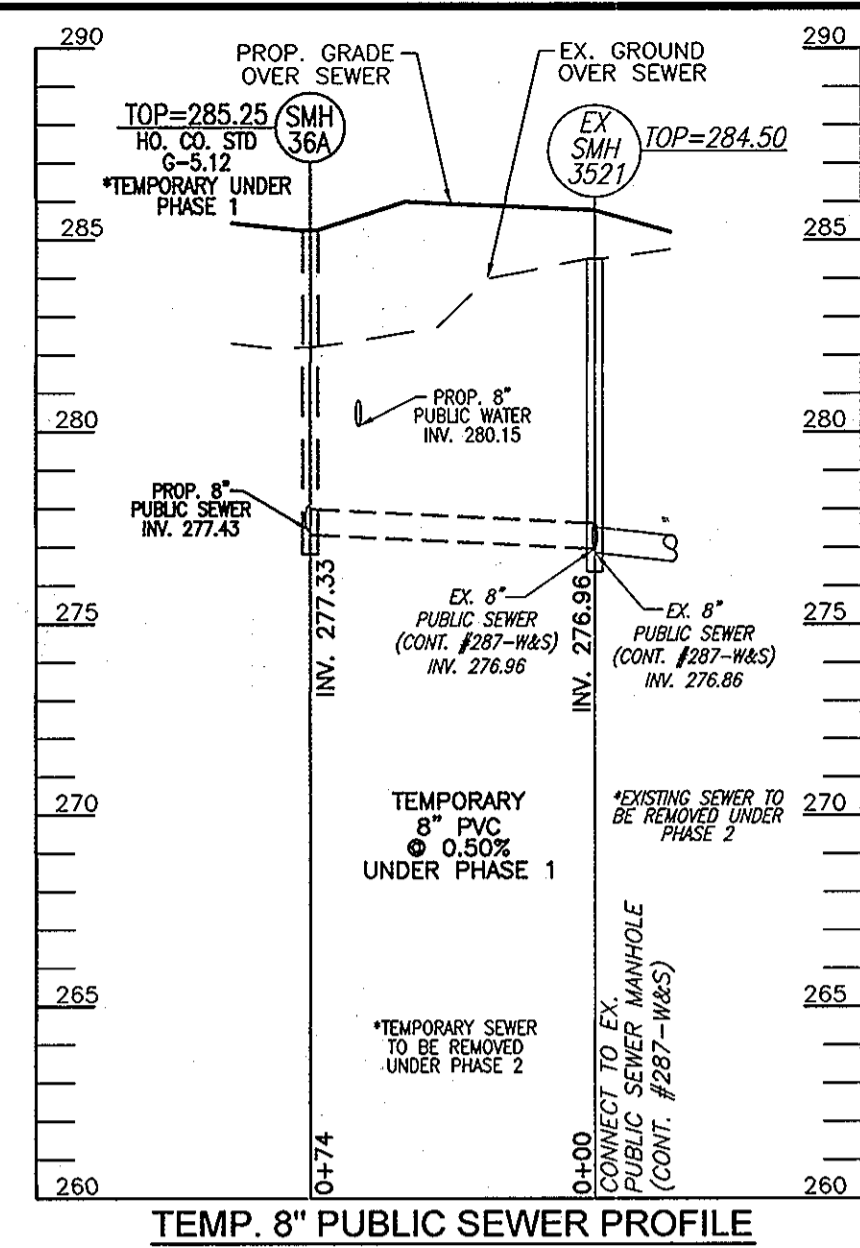 290
290
PROP. GRADE
OVER SEWER
EX. GROUND
OVER SEWER
TOP=285.25
SMH
36A
HO. CO. STD
G-5.12
*TEMPORARY UNDER
PHASE 1
EX
SMH
3521
TOP=284.50
285
285
280
280
PROP. 8"
PUBLIC WATER
INV. 280.15
PROP. 8"
PUBLIC SEWER
INV. 277.43
INV. 277.33
EX. 8"
PUBLIC SEWER
(CONT. #287-W&S)
INV. 276.96
INV. 276.96
EX. 8"
PUBLIC SEWER
(CONT. #287-W&S)
INV. 276.86
275
275
270
270
TEMPORARY
8" PVC
@ 0.50%
UNDER PHASE 1
*EXISTING SEWER TO
BE REMOVED UNDER
PHASE 2
265
265
*TEMPORARY SEWER
TO BE REMOVED
UNDER PHASE 2
0+74
0+00
CONNECT TO EX.
PUBLIC SEWER MANHOLE
(CONT. #287-W&S)
260
260
TEMP. 8" PUBLIC SEWER PROFILE